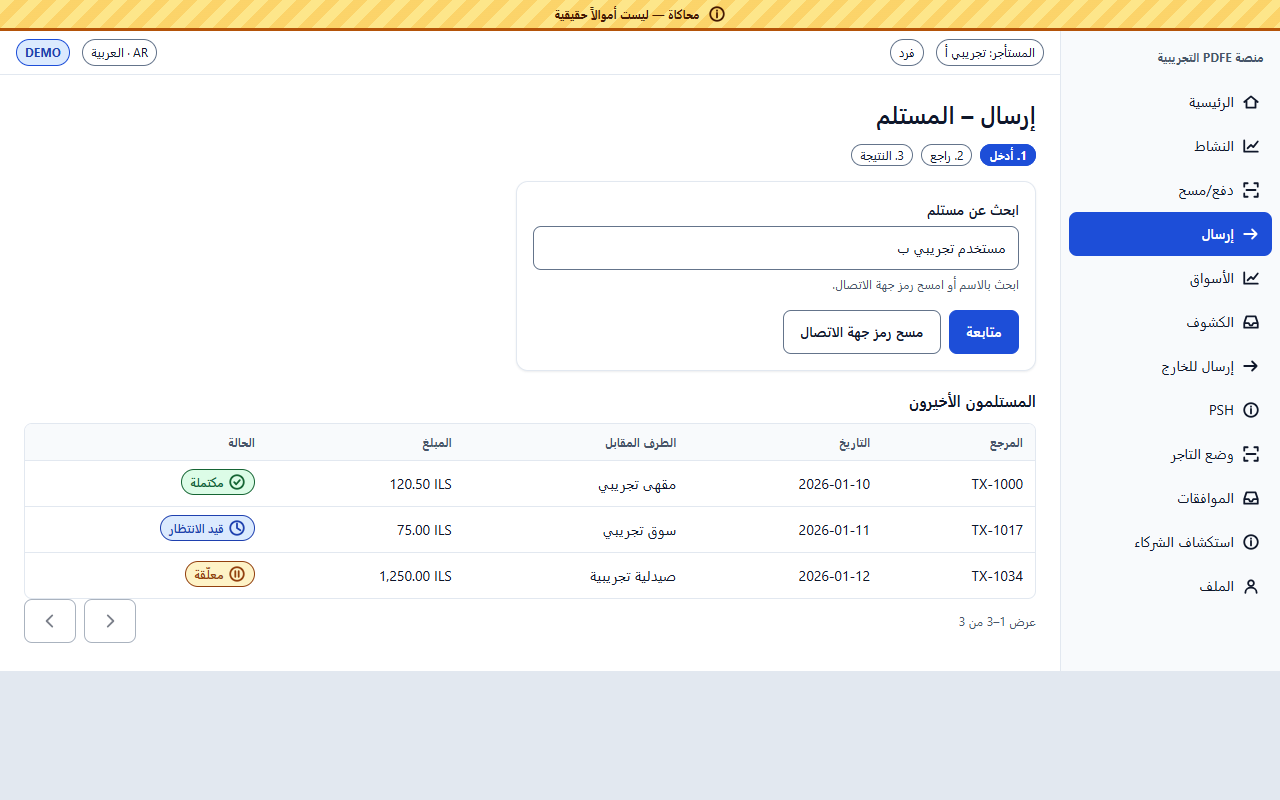 محاكاة — ليست أموالاً حقيقية
منصة PDFE التجريبية
الرئيسية
النشاط
دفع/مسح
إرسال
الأسواق
الكشوف
إرسال للخارج
PSH
وضع التاجر
الموافقات
استكشاف الشركاء
الملف
المستأجر: تجريبي أ
فرد
AR · العربية
DEMO
إرسال – المستلم
1. أدخل
2. راجع
3. النتيجة
ابحث عن مستلم
مستخدم تجريبي ب
ابحث بالاسم أو امسح رمز جهة الاتصال.
متابعة
مسح رمز جهة الاتصال
المستلمون الأخيرون
المرجع التاريخ الطرف المقابل المبلغ الحالة
TX-1000 2026-01-10 مقهى تجريبي 120.50 ILS مكتملة
TX-1017 2026-01-11 سوق تجريبي 75.00 ILS قيد الانتظار
TX-1034 2026-01-12 صيدلية تجريبية 1,250.00 ILS معلّقة
عرض 1–3 من 3